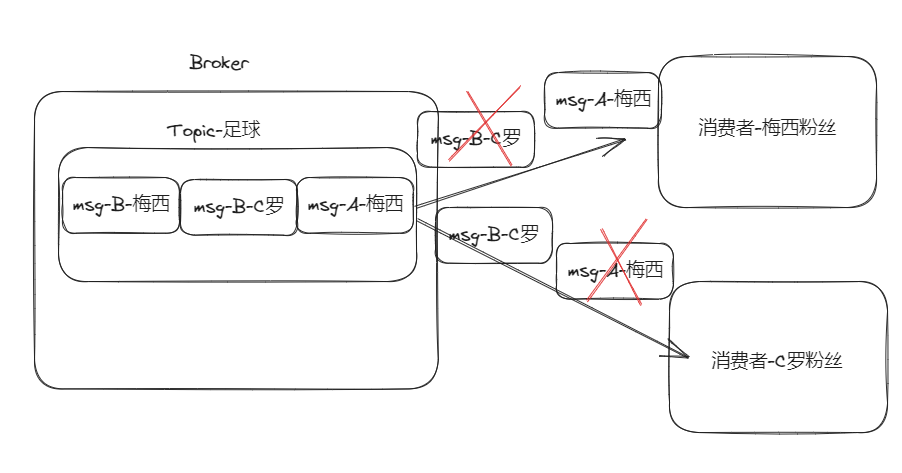 Broker
Topic-足球
msg-B-梅西
msg-B-C罗
msg-A-梅西
msg-B-C罗
msg-A-梅西
消费者-梅西粉丝
msg-B-C罗
msg-A-梅西
消费者-C罗粉丝